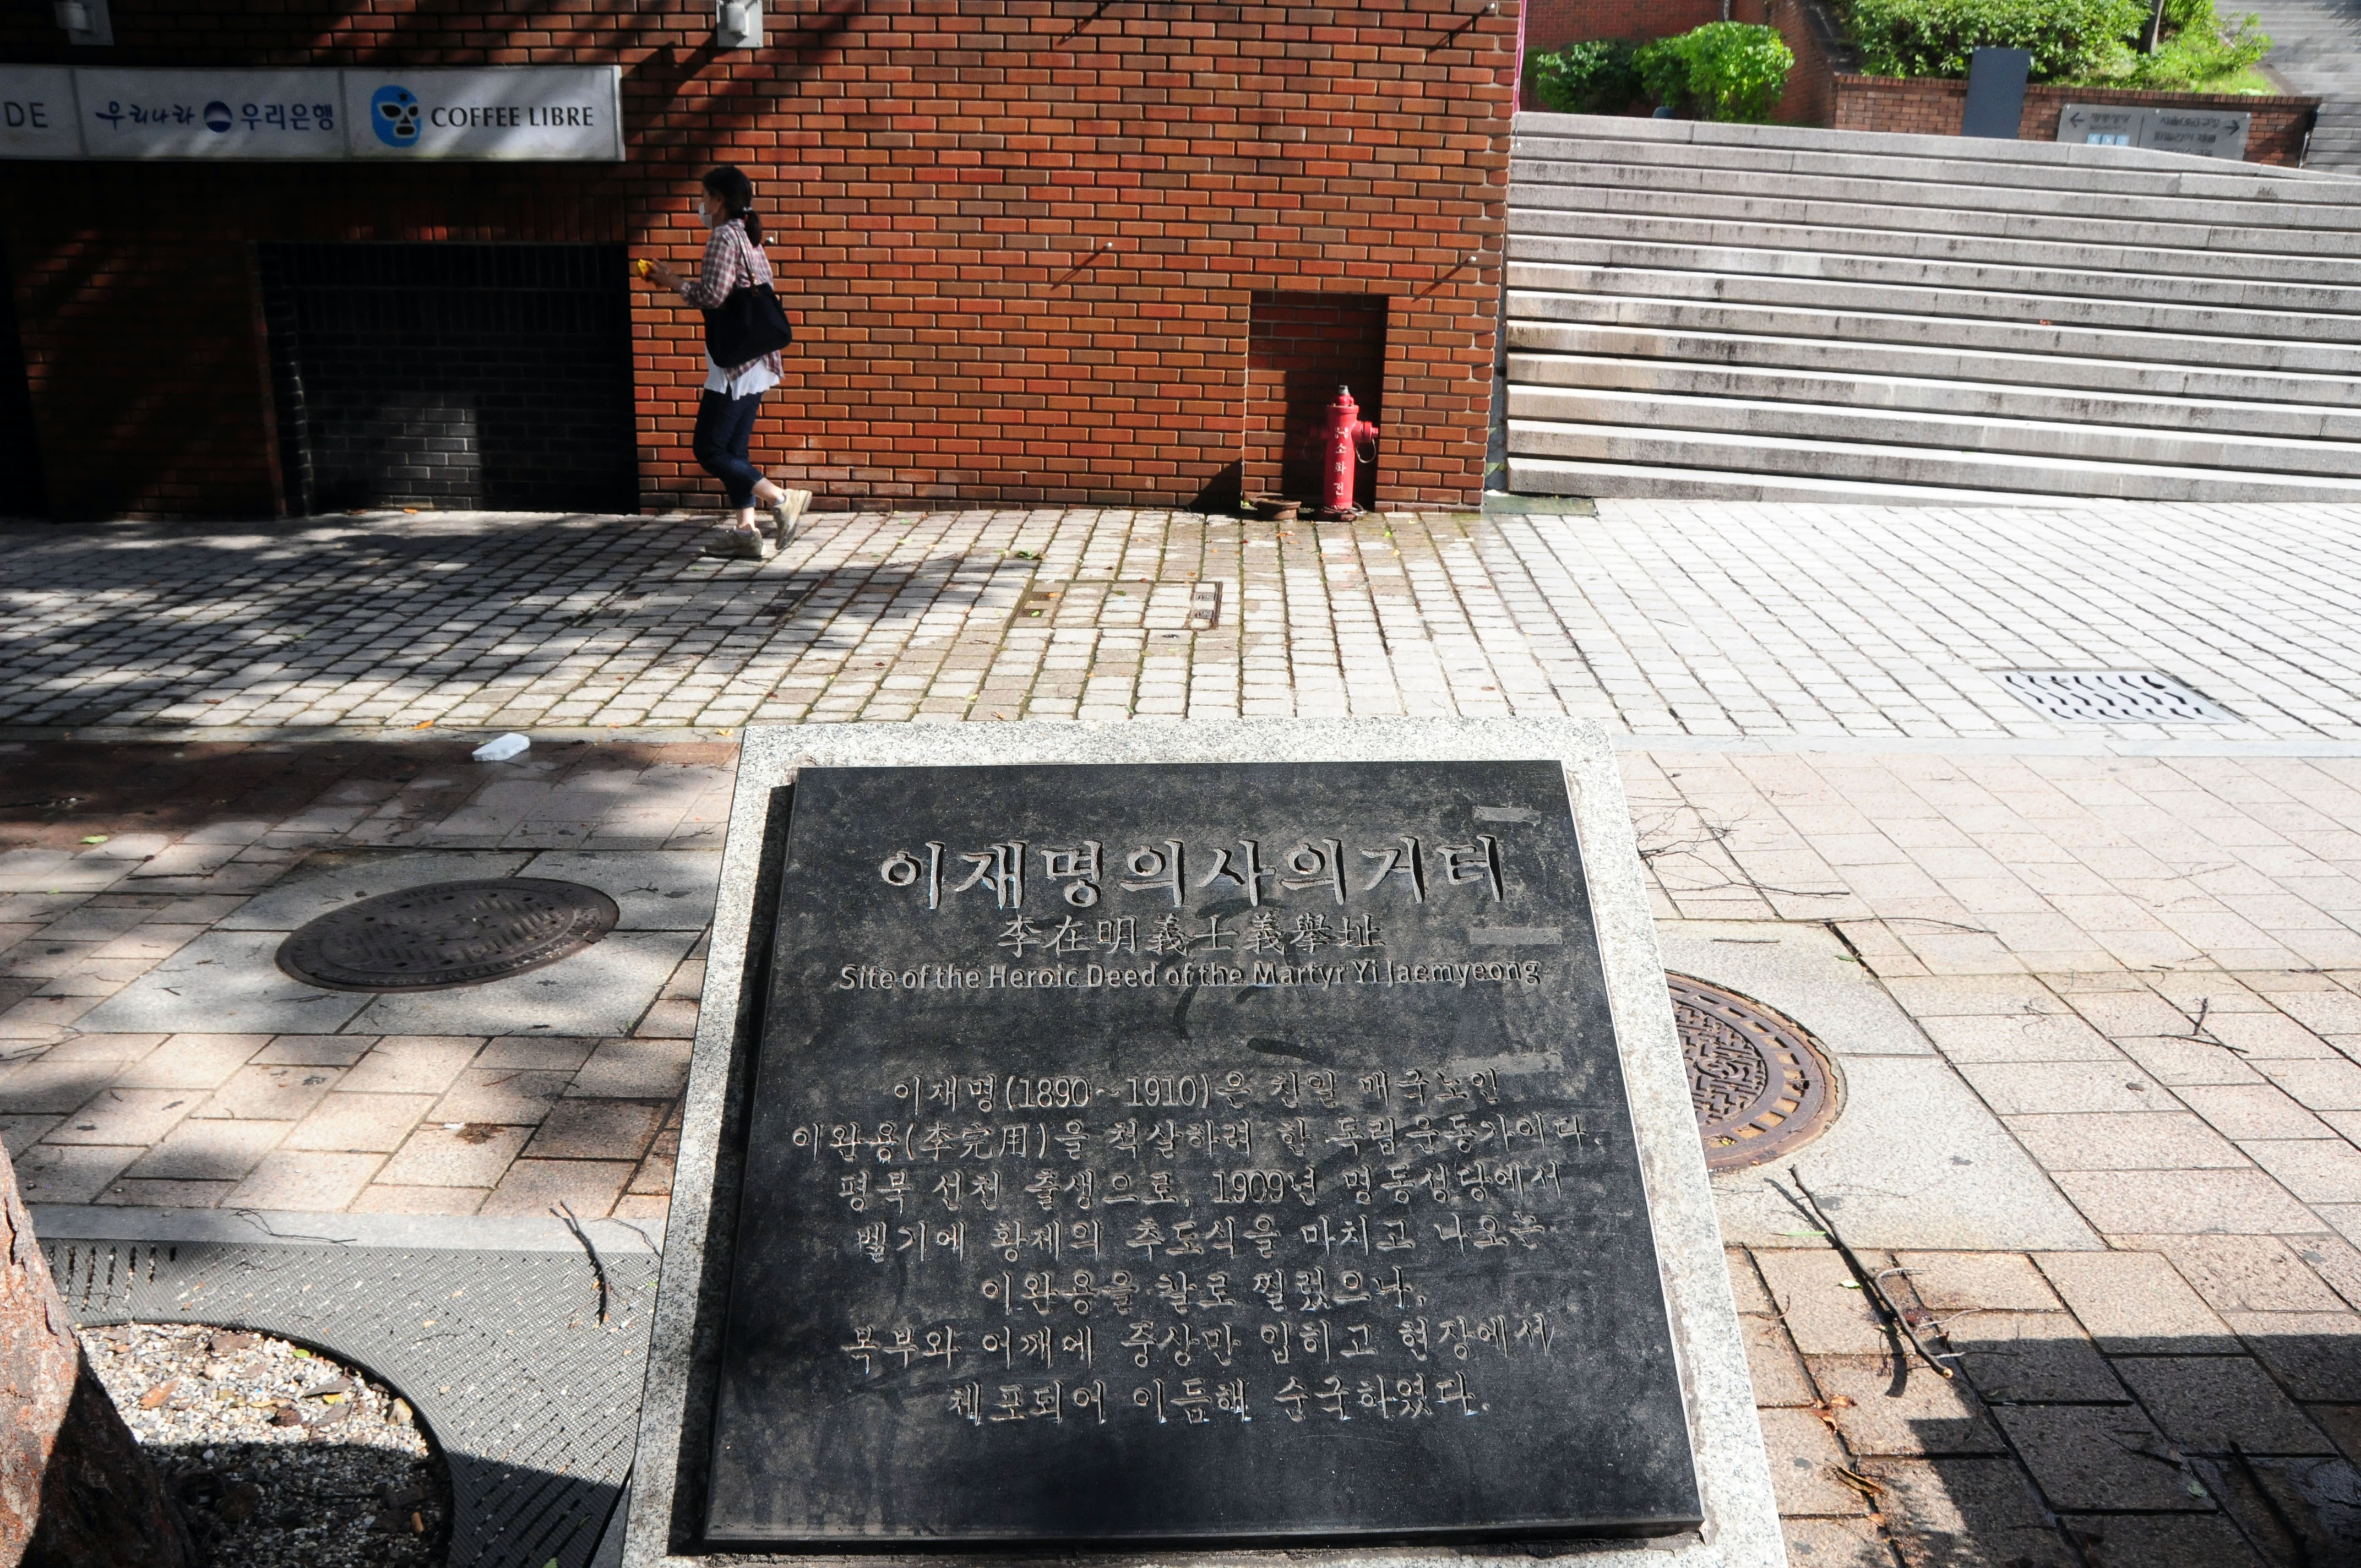 DE
우리나라 우리은행
COFFEE LIBRE
소화전
이재명의사의거터
李在明義士義擧址
Site of the Heroic Deed of the Martyr Yi Jaemyeong
이재명(1890~1910)은 친일 매국노인
이완용(李完用)을 척살하려 한 독립운동가이다.
평북 선천 출생으로, 1909년 명동성당에서
벨기에 황제의 추도식을 마치고 나오는
이완용을 칼로 찔렀으나,
복부와 어깨에 중상만 입히고 현장에서
체포되어 이듬해 순국하였다.